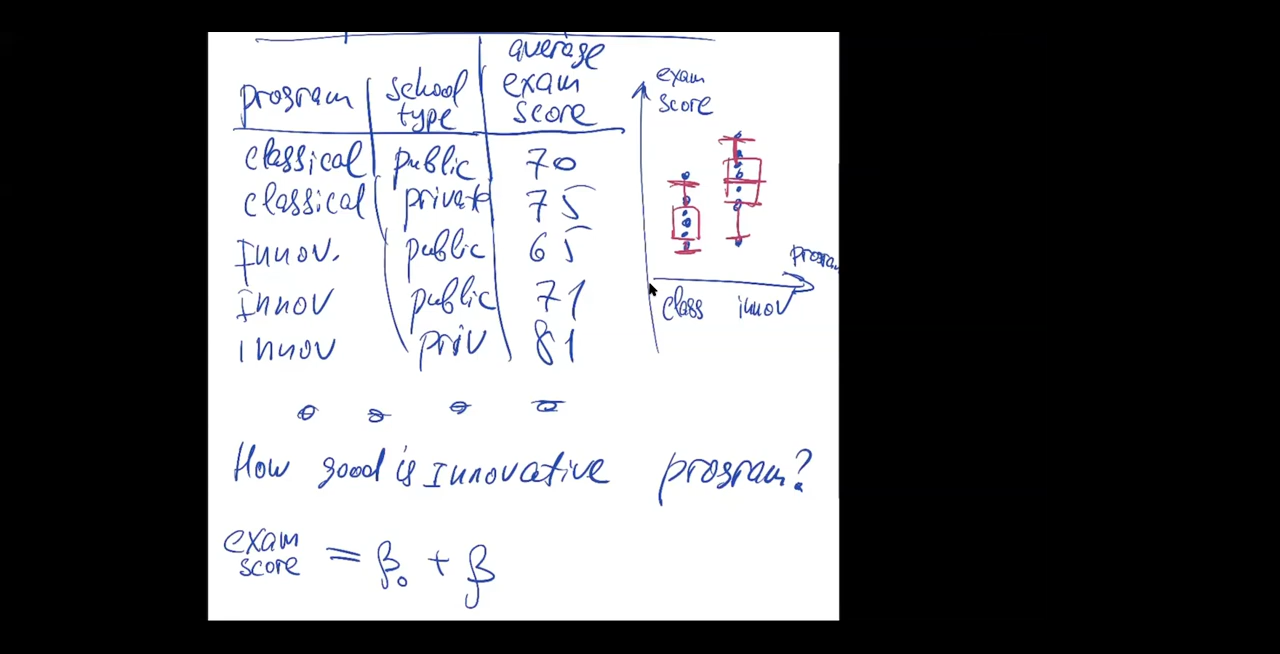 program | school type | average exam score
classical | public | 70
classical | private | 75
Innov. | public | 65
Innov | public | 71
innov | priv | 81
exam score
program
class innov
How good is innovative program?
exam score = β₀ + β